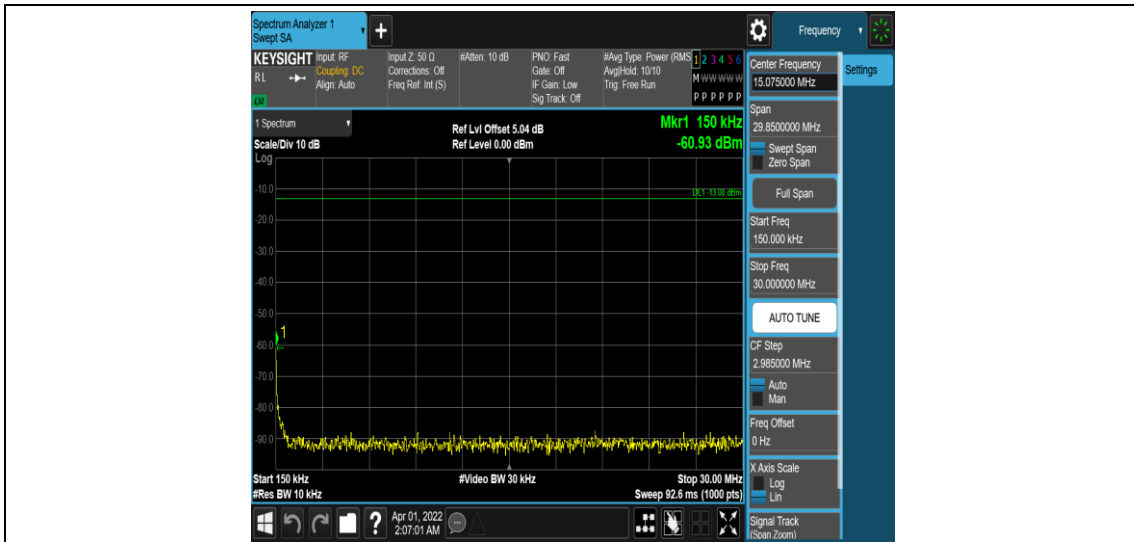 Spectrum Analyzer 1
Swept SA
+
Frequency
KEYSIGHT
RL
LXI
Input: RF
Coupling: DC
Align: Auto
Input Z: 50 Ω
Corrections: Off
Freq Ref: Int (S)
#Atten: 10 dB
PNO: Fast
Gate: Off
IF Gain: Low
Sig Track: Off
#Avg Type: Power (RMS
Avg|Hold: 10/10
Trig: Free Run
1 2 3 4 5 6
M W W W W W
P P P P P P
1 Spectrum
Scale/Div 10 dB
Ref Lvl Offset 5.04 dB
Ref Level 0.00 dBm
Mkr1 150 kHz
-60.93 dBm
Log
DL1 -13.00 dBm
-10.0
-20.0
-30.0
-40.0
-50.0
1
-60.0
-70.0
-80.0
-90.0
Start 150 kHz
#Video BW 30 kHz
Stop 30.00 MHz
#Res BW 10 kHz
Sweep 92.6 ms (1000 pts)
Center Frequency
15.075000 MHz
Settings
Span
29.8500000 MHz
Swept Span
Zero Span
Full Span
Start Freq
150.000 kHz
Stop Freq
30.000000 MHz
AUTO TUNE
CF Step
2.985000 MHz
Auto
Man
Freq Offset
0 Hz
X Axis Scale
Log
Lin
Signal Track
(Span Zoom)
?
Apr 01, 2022
2:07:01 AM